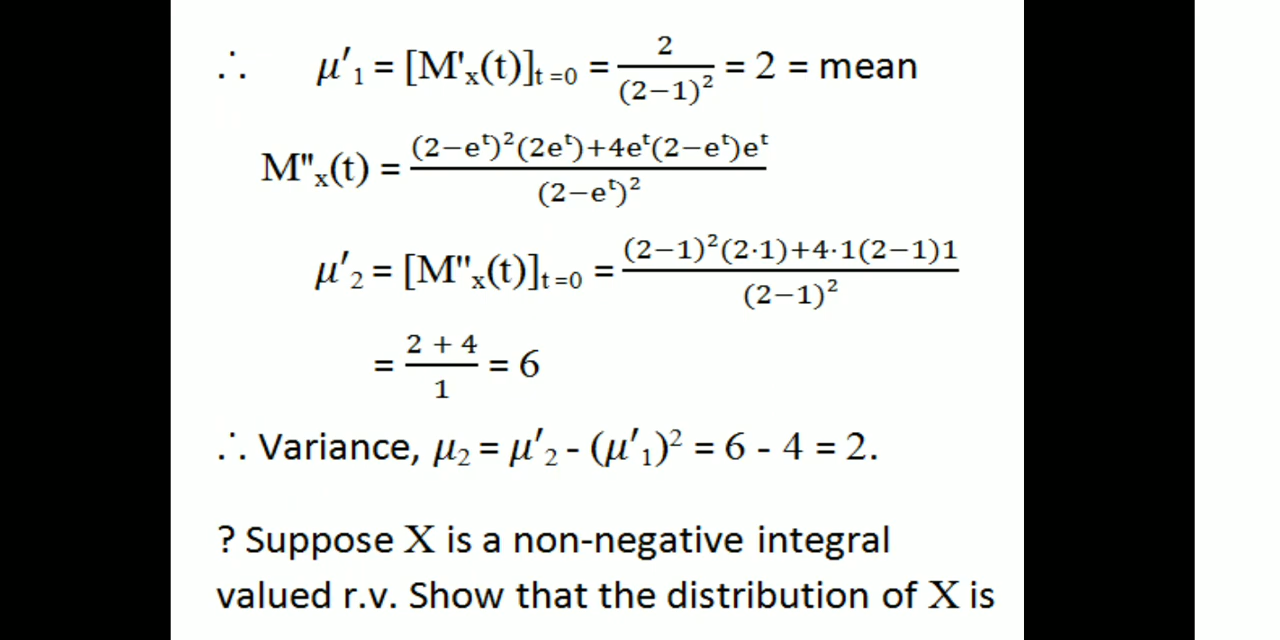 ∴ μ′₁ = [M'ₓ(t)]ₜ ₌₀ = 2/(2−1)² = 2 = mean
M"ₓ(t) = (2−eᵗ)²(2eᵗ)+4eᵗ(2−eᵗ)eᵗ/(2−eᵗ)²
μ′₂ = [M"ₓ(t)]ₜ ₌₀ = (2−1)²(2·1)+4·1(2−1)1/(2−1)²
= 2 + 4/1 = 6
∴ Variance, μ₂ = μ′₂ - (μ′₁)² = 6 - 4 = 2.
? Suppose X is a non-negative integral
valued r.v. Show that the distribution of X is